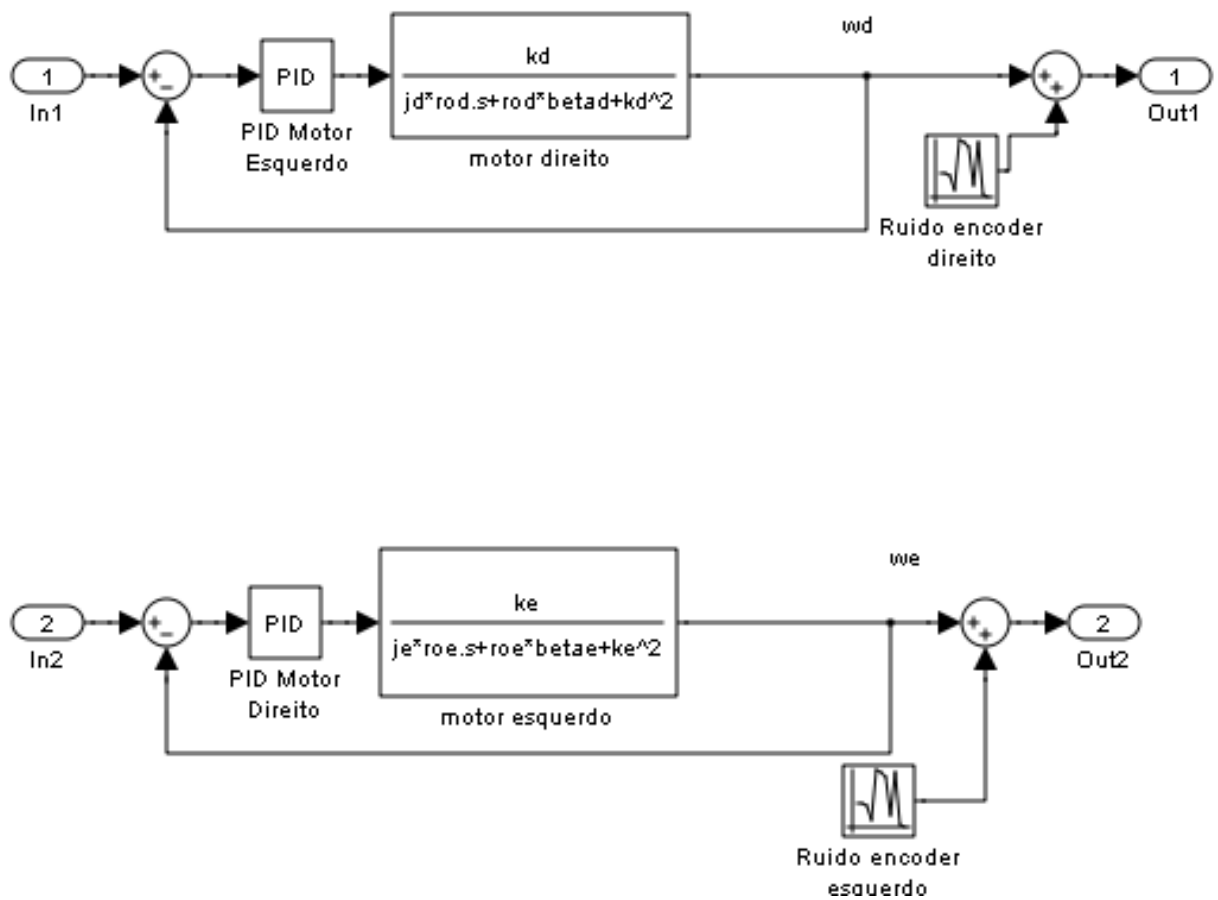 wd
kd
1
+
−
PID
jd*rod.s+rod*betad+kd^2
+
+
1
In1
Out1
PID Motor
Esquerdo
motor direito
Ruido encoder
direito
we
ke
2
+
−
PID
je*roe.s+roe*betae+ke^2
+
+
2
In2
Out2
PID Motor
Direito
motor esquerdo
Ruido encoder
esquerdo